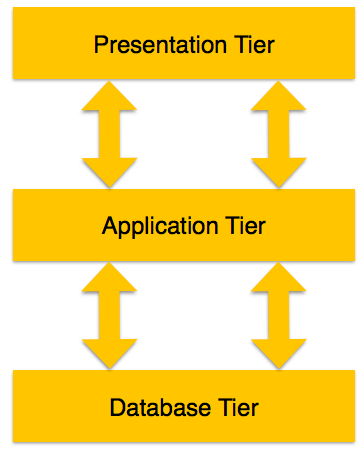 Presentation Tier
Application Tier
Database Tier